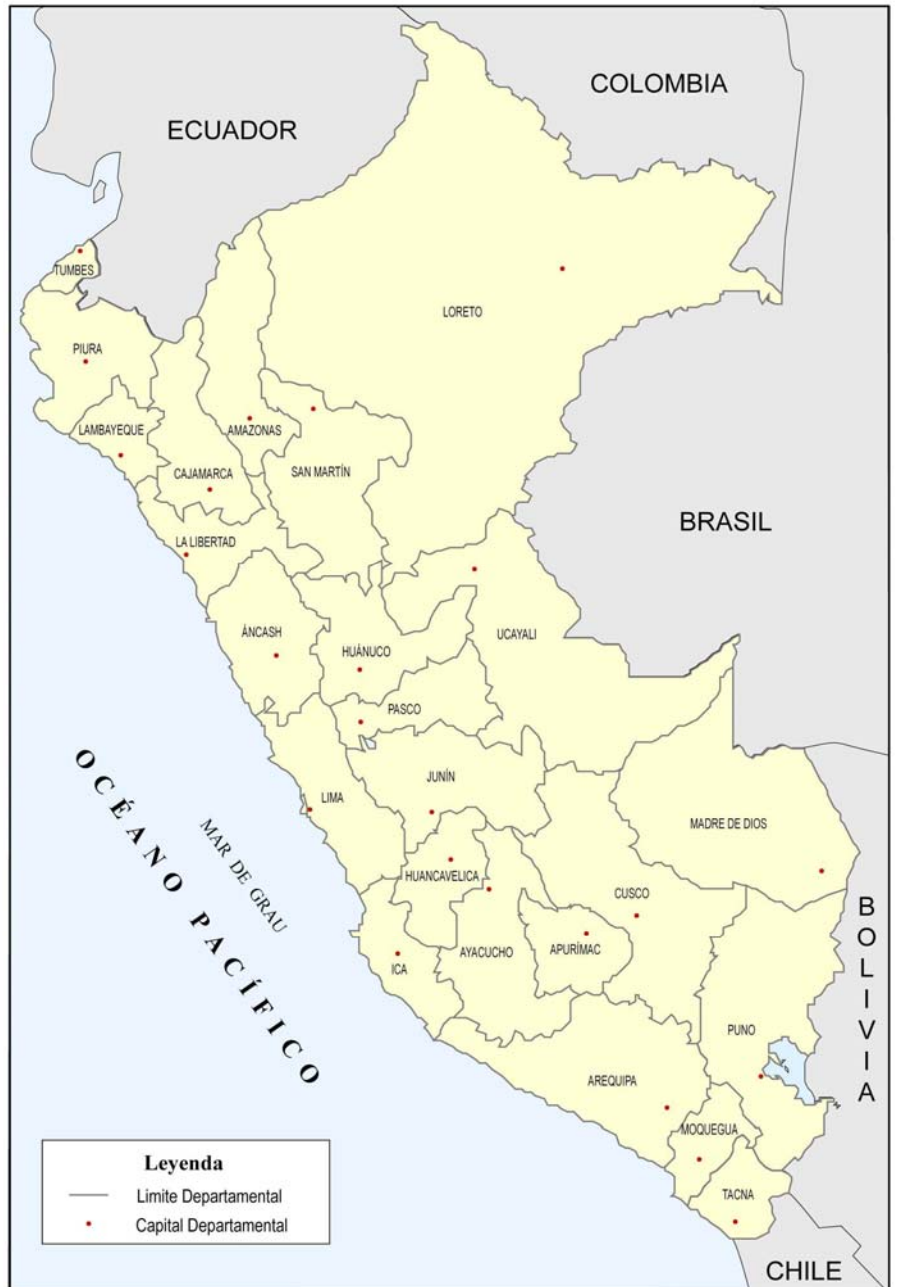 COLOMBIA
ECUADOR
TUMBES
LORETO
PIURA
LAMBAYEQUE
AMAZONAS
CAJAMARCA
SAN MARTÍN
BRASIL
LA LIBERTAD
ÁNCASH
HUÁNUCO
UCAYALI
PASCO
JUNÍN
LIMA
MADRE DE DIOS
OCÉANO PACÍFICO
MAR DE GRAU
HUANCAVELICA
CUSCO
AYACUCHO
APURÍMAC
ICA
BOLIVIA
PUNO
AREQUIPA
MOQUEGUA
TACNA
Leyenda
Limite Departamental
Capital Departamental
CHILE